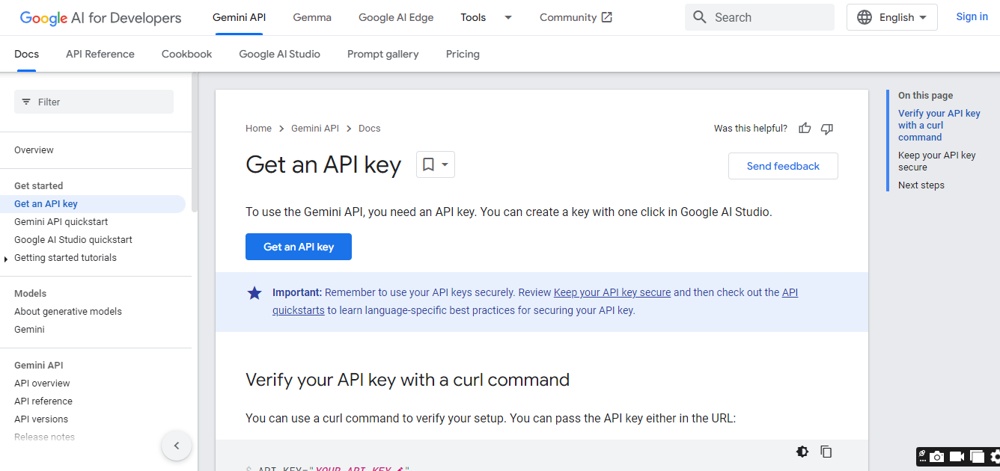 Google AI for Developers
Gemini API
Gemma
Google AI Edge
Tools
Community
Search
English
Sign in
Docs
API Reference
Cookbook
Google AI Studio
Prompt gallery
Pricing
Filter
Overview
Get started
Get an API key
Gemini API quickstart
Google AI Studio quickstart
Getting started tutorials
Models
About generative models
Gemini
Gemini API
API overview
API reference
API versions
Release notes
Home > Gemini API > Docs
Was this helpful?
Get an API key
Send feedback
To use the Gemini API, you need an API key. You can create a key with one click in Google AI Studio.
Get an API key
Important: Remember to use your API keys securely. Review Keep your API key secure and then check out the API
quickstarts to learn language-specific best practices for securing your API key.
Verify your API key with a curl command
You can use a curl command to verify your setup. You can pass the API key either in the URL:
$ API_KEY="YOUR_API_KEY"
On this page
Verify your API key
with a curl
command
Keep your API key
secure
Next steps